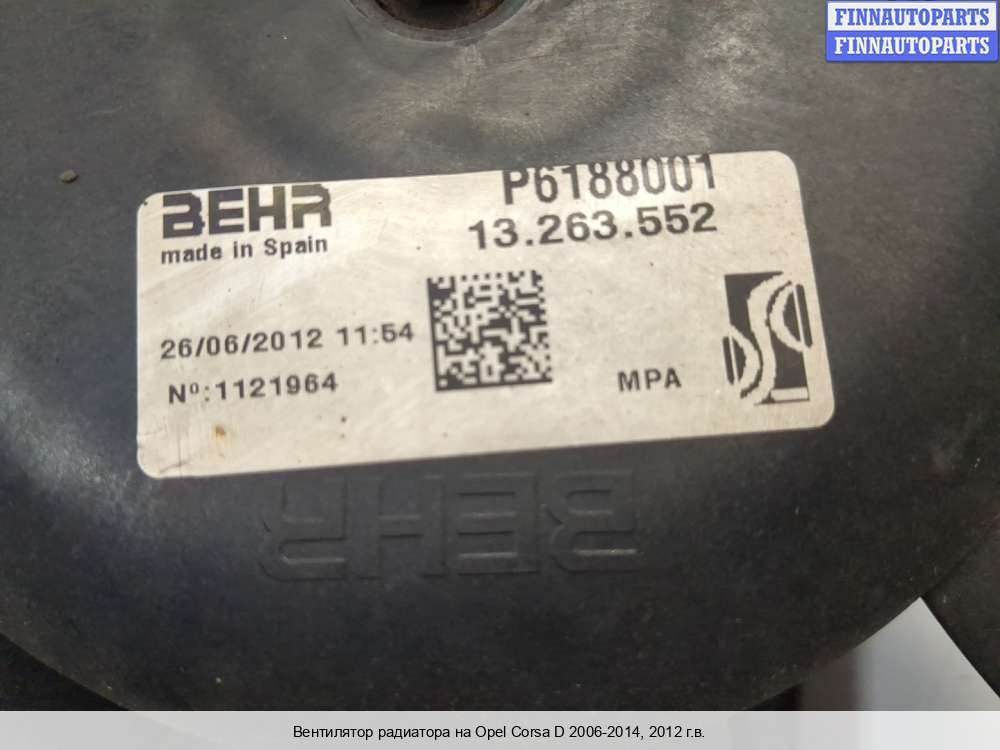 FINNAUTOPARTS
FINNAUTOPARTS
P6188001
BEHR
13.263.552
made in Spain
26/06/2012 11:54
Nº:1121964
MPA
BEHR
Вентилятор радиатора на Opel Corsa D 2006-2014, 2012 г.в.